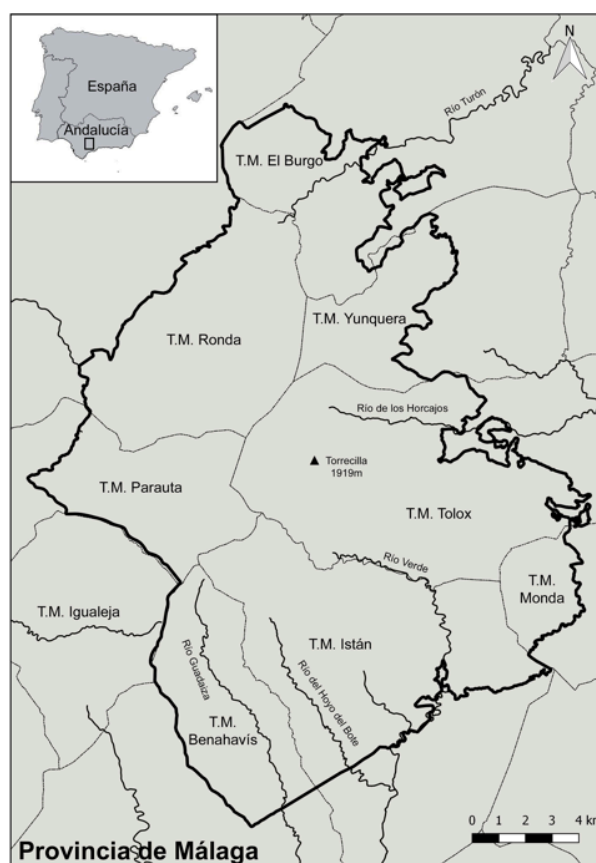 España
Andalucía
N
Río Turón
T.M. El Burgo
T.M. Yunquera
T.M. Ronda
Río de los Horcajos
Torrecilla
1919m
T.M. Parauta
T.M. Tolox
Río Verde
T.M.
Monda
T.M. Igualeja
T.M. Istán
Río Guadaiza
Río del Hoyo del Bote
T.M.
Benahavís
0 1 2 3 4 km
Provincia de Málaga